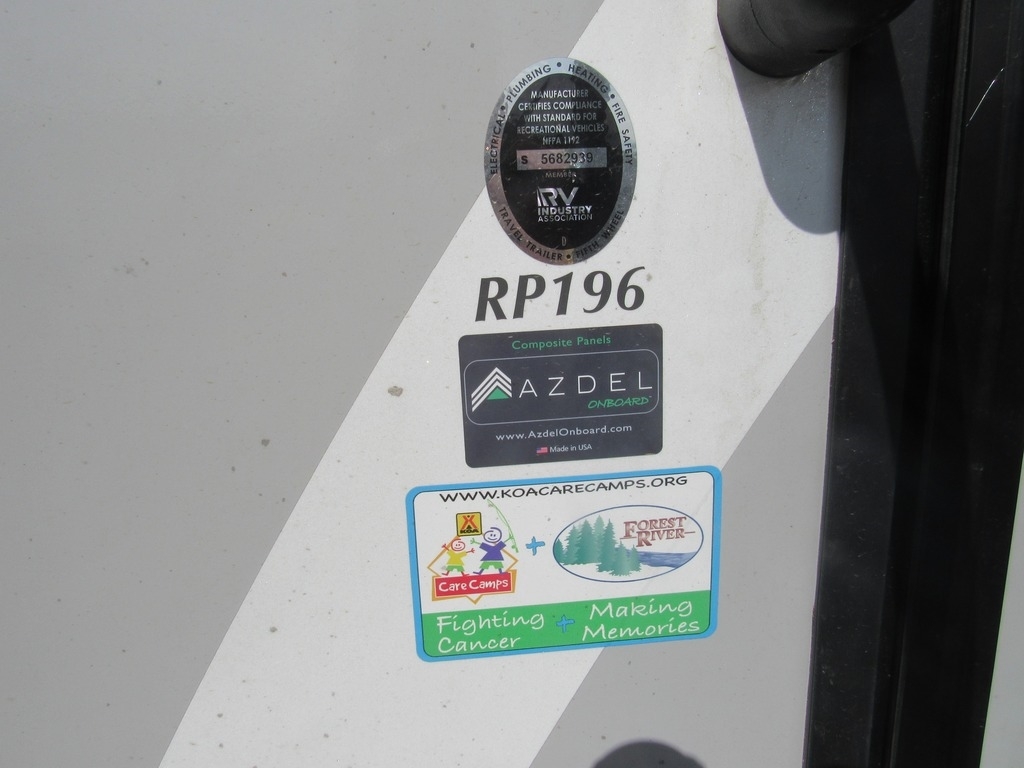 ELECTRICAL • PLUMBING • HEATING • FIRE SAFETY
MANUFACTURER
CERTIFIES COMPLIANCE
WITH STANDARD FOR
RECREATIONAL VEHICLES
NFPA 1192
S 5682939
MEMBER
RV
INDUSTRY
ASSOCIATION
D
TRAVEL TRAILER • FIFTH WHEEL
RP196
Composite Panels
AZDEL
ONBOARD
www.AzdelOnboard.com
Made in USA
WWW.KOACARECAMPS.ORG
KOA
Care Camps
+
FOREST
RIVER
Fighting + Making
Cancer Memories